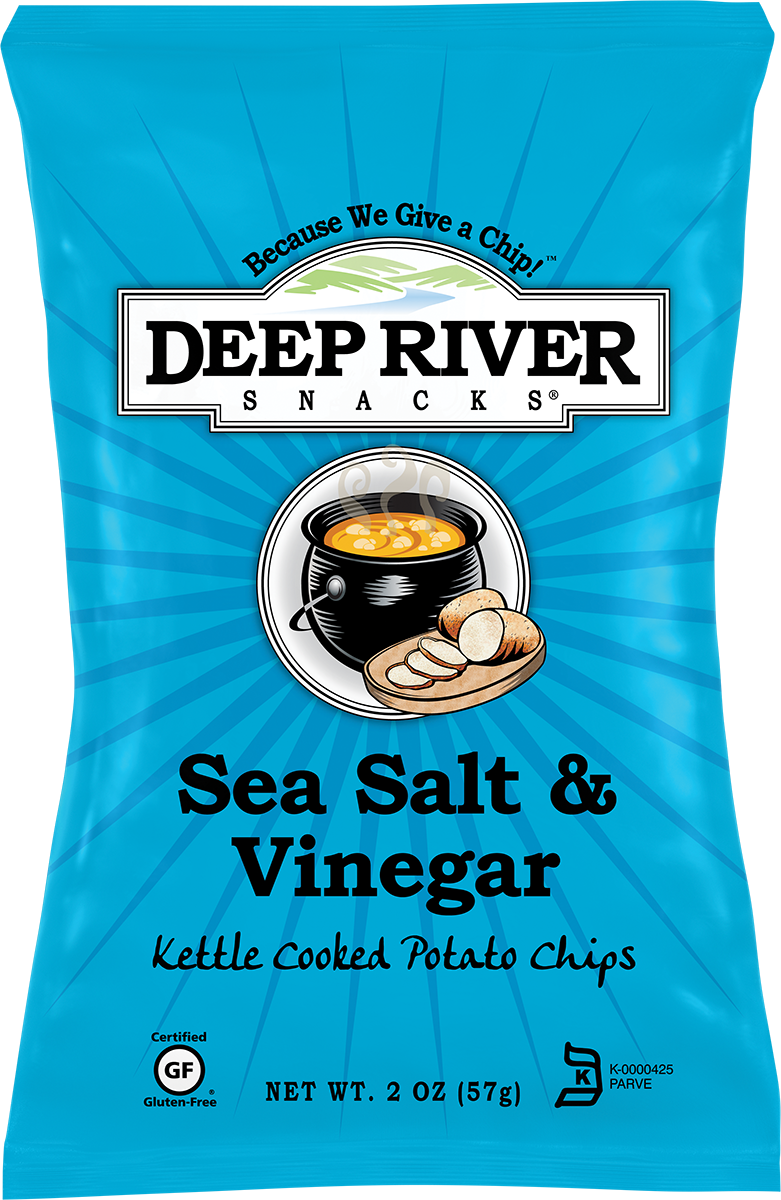 Because We Give a Chip!™
DEEP RIVER
SNACKS®
Sea Salt &
Vinegar
Kettle Cooked Potato Chips
Certified
GF
®
Gluten-Free
NET WT. 2 OZ (57g)
K
K-0000425
PARVE